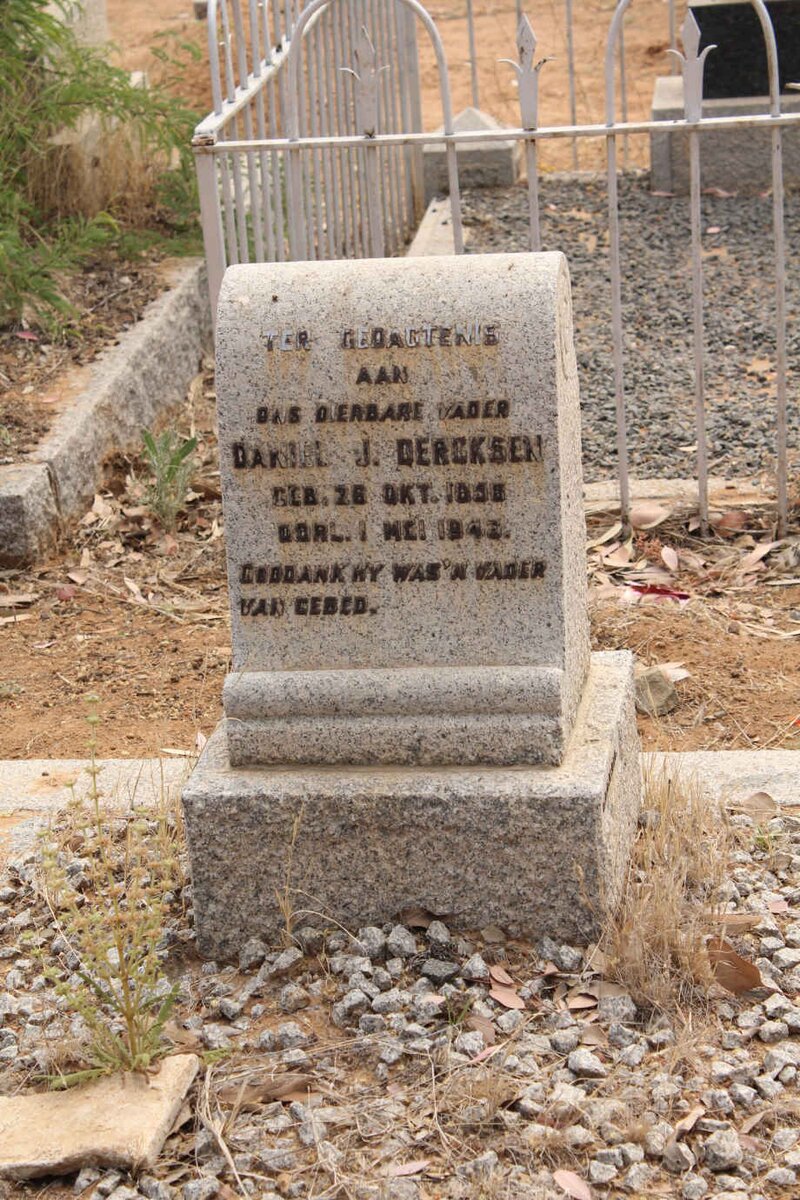 TER GEDAGTENIS
AAN
ONS DIERBARE VADER
DANIEL J. DERCKSEN
GEB. 26 OKT. 1858
OORL. 1 MEI 1943.
GODDANK HY WAS 'N VADER
VAN GEBED.